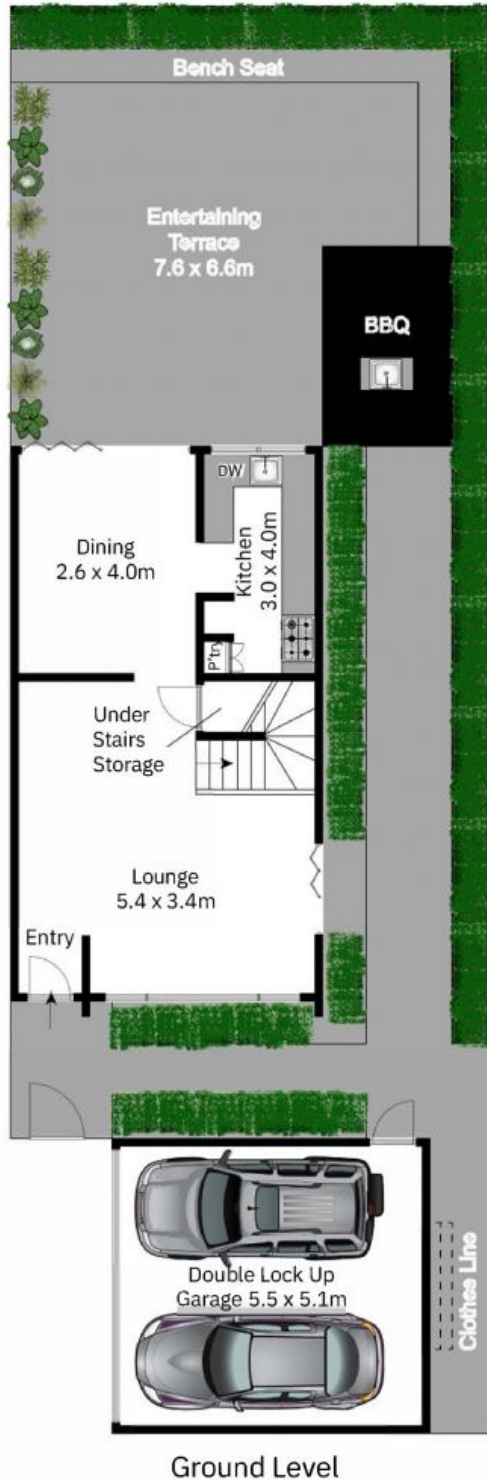 Bench Seat
Entertaining
Terrace
7.6 x 6.6m
BBQ
DW
Dining
2.6 x 4.0m
Kitchen
3.0 x 4.0m
P'try
Under
Stairs
Storage
Lounge
5.4 x 3.4m
Entry
Double Lock Up
Garage 5.5 x 5.1m
Clothes Line
Ground Level